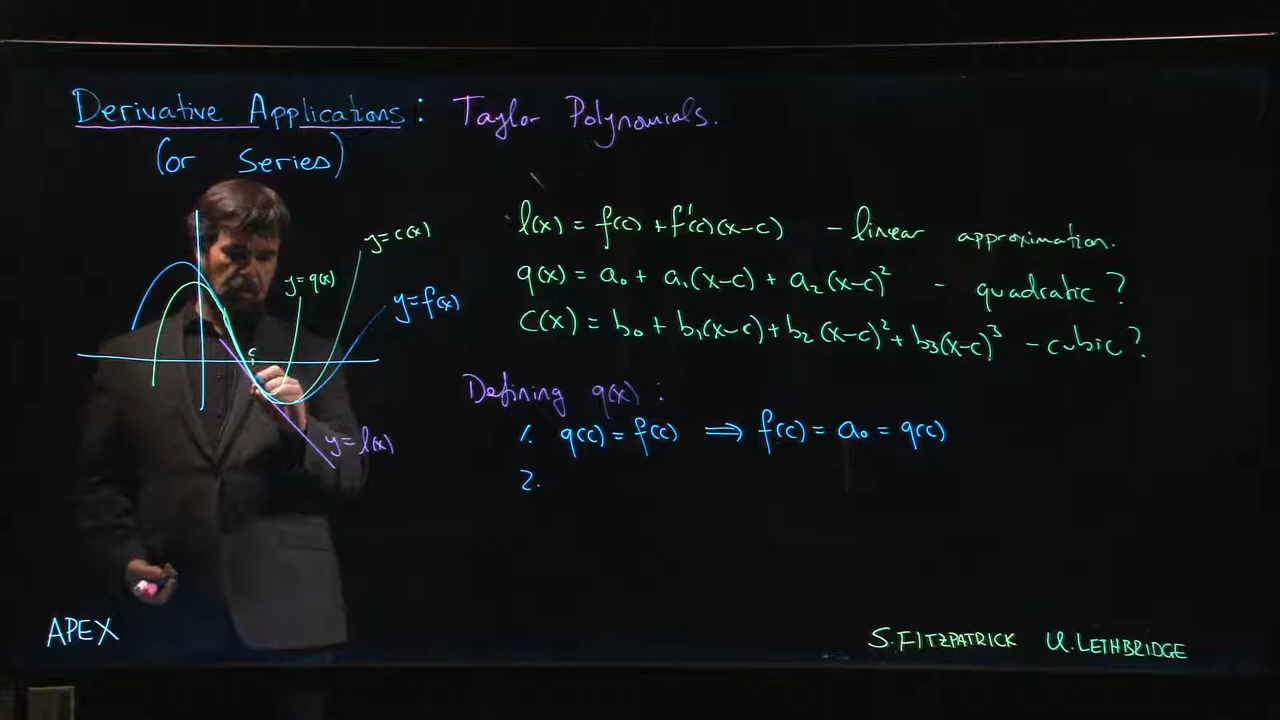 Derivative Applications: Taylor Polynomials.
(or Series)
l(x) = f(c) + f'(c)(x-c) - linear approximation.
q(x) = a₀ + a₁(x-c) + a₂(x-c)² - quadratic ?
c(x) = b₀ + b₁(x-c) + b₂(x-c)² + b₃(x-c)³ - cubic ?
y=c(x)
y=q(x)
y=f(x)
c
y=l(x)
Defining q(x) :
1. q(c) = f(c) ⟹ f(c) = a₀ = q(c)
2.
APEX
S. FITZPATRICK U. LETHBRIDGE